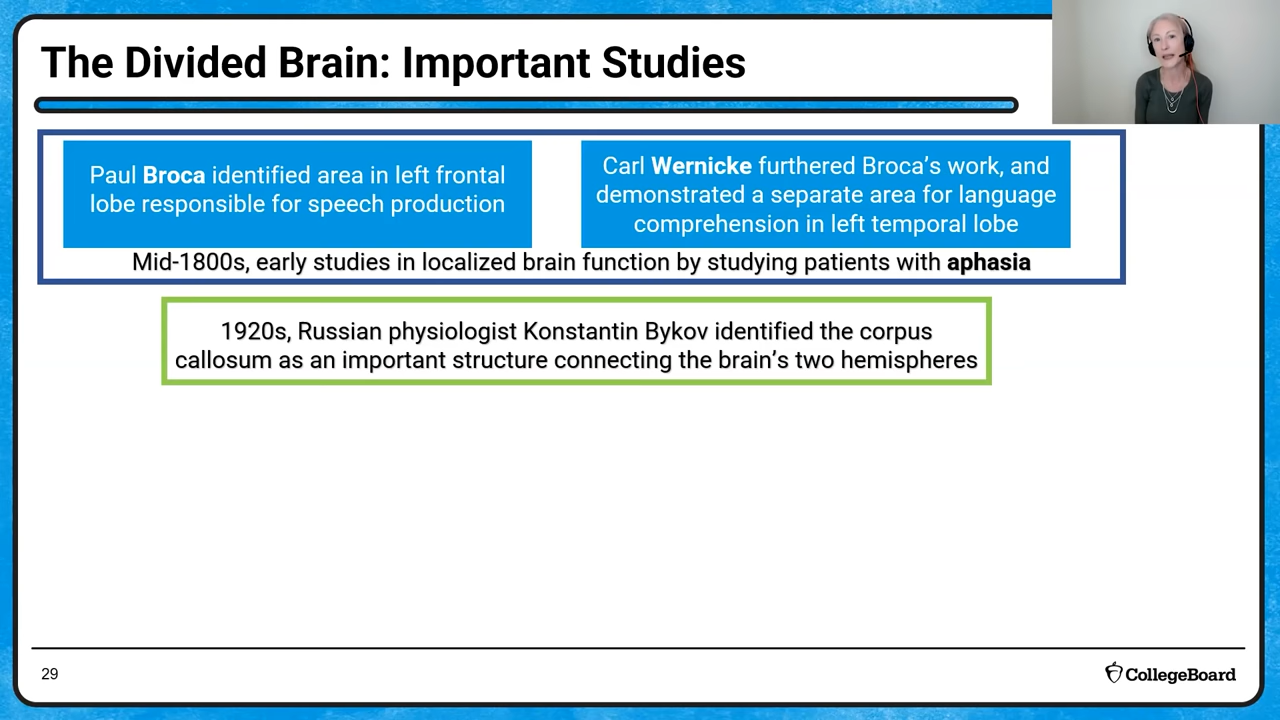 The Divided Brain: Important Studies
Paul Broca identified area in left frontal
lobe responsible for speech production
Carl Wernicke furthered Broca’s work, and
demonstrated a separate area for language
comprehension in left temporal lobe
Mid-1800s, early studies in localized brain function by studying patients with aphasia
1920s, Russian physiologist Konstantin Bykov identified the corpus
callosum as an important structure connecting the brain’s two hemispheres
29
CollegeBoard